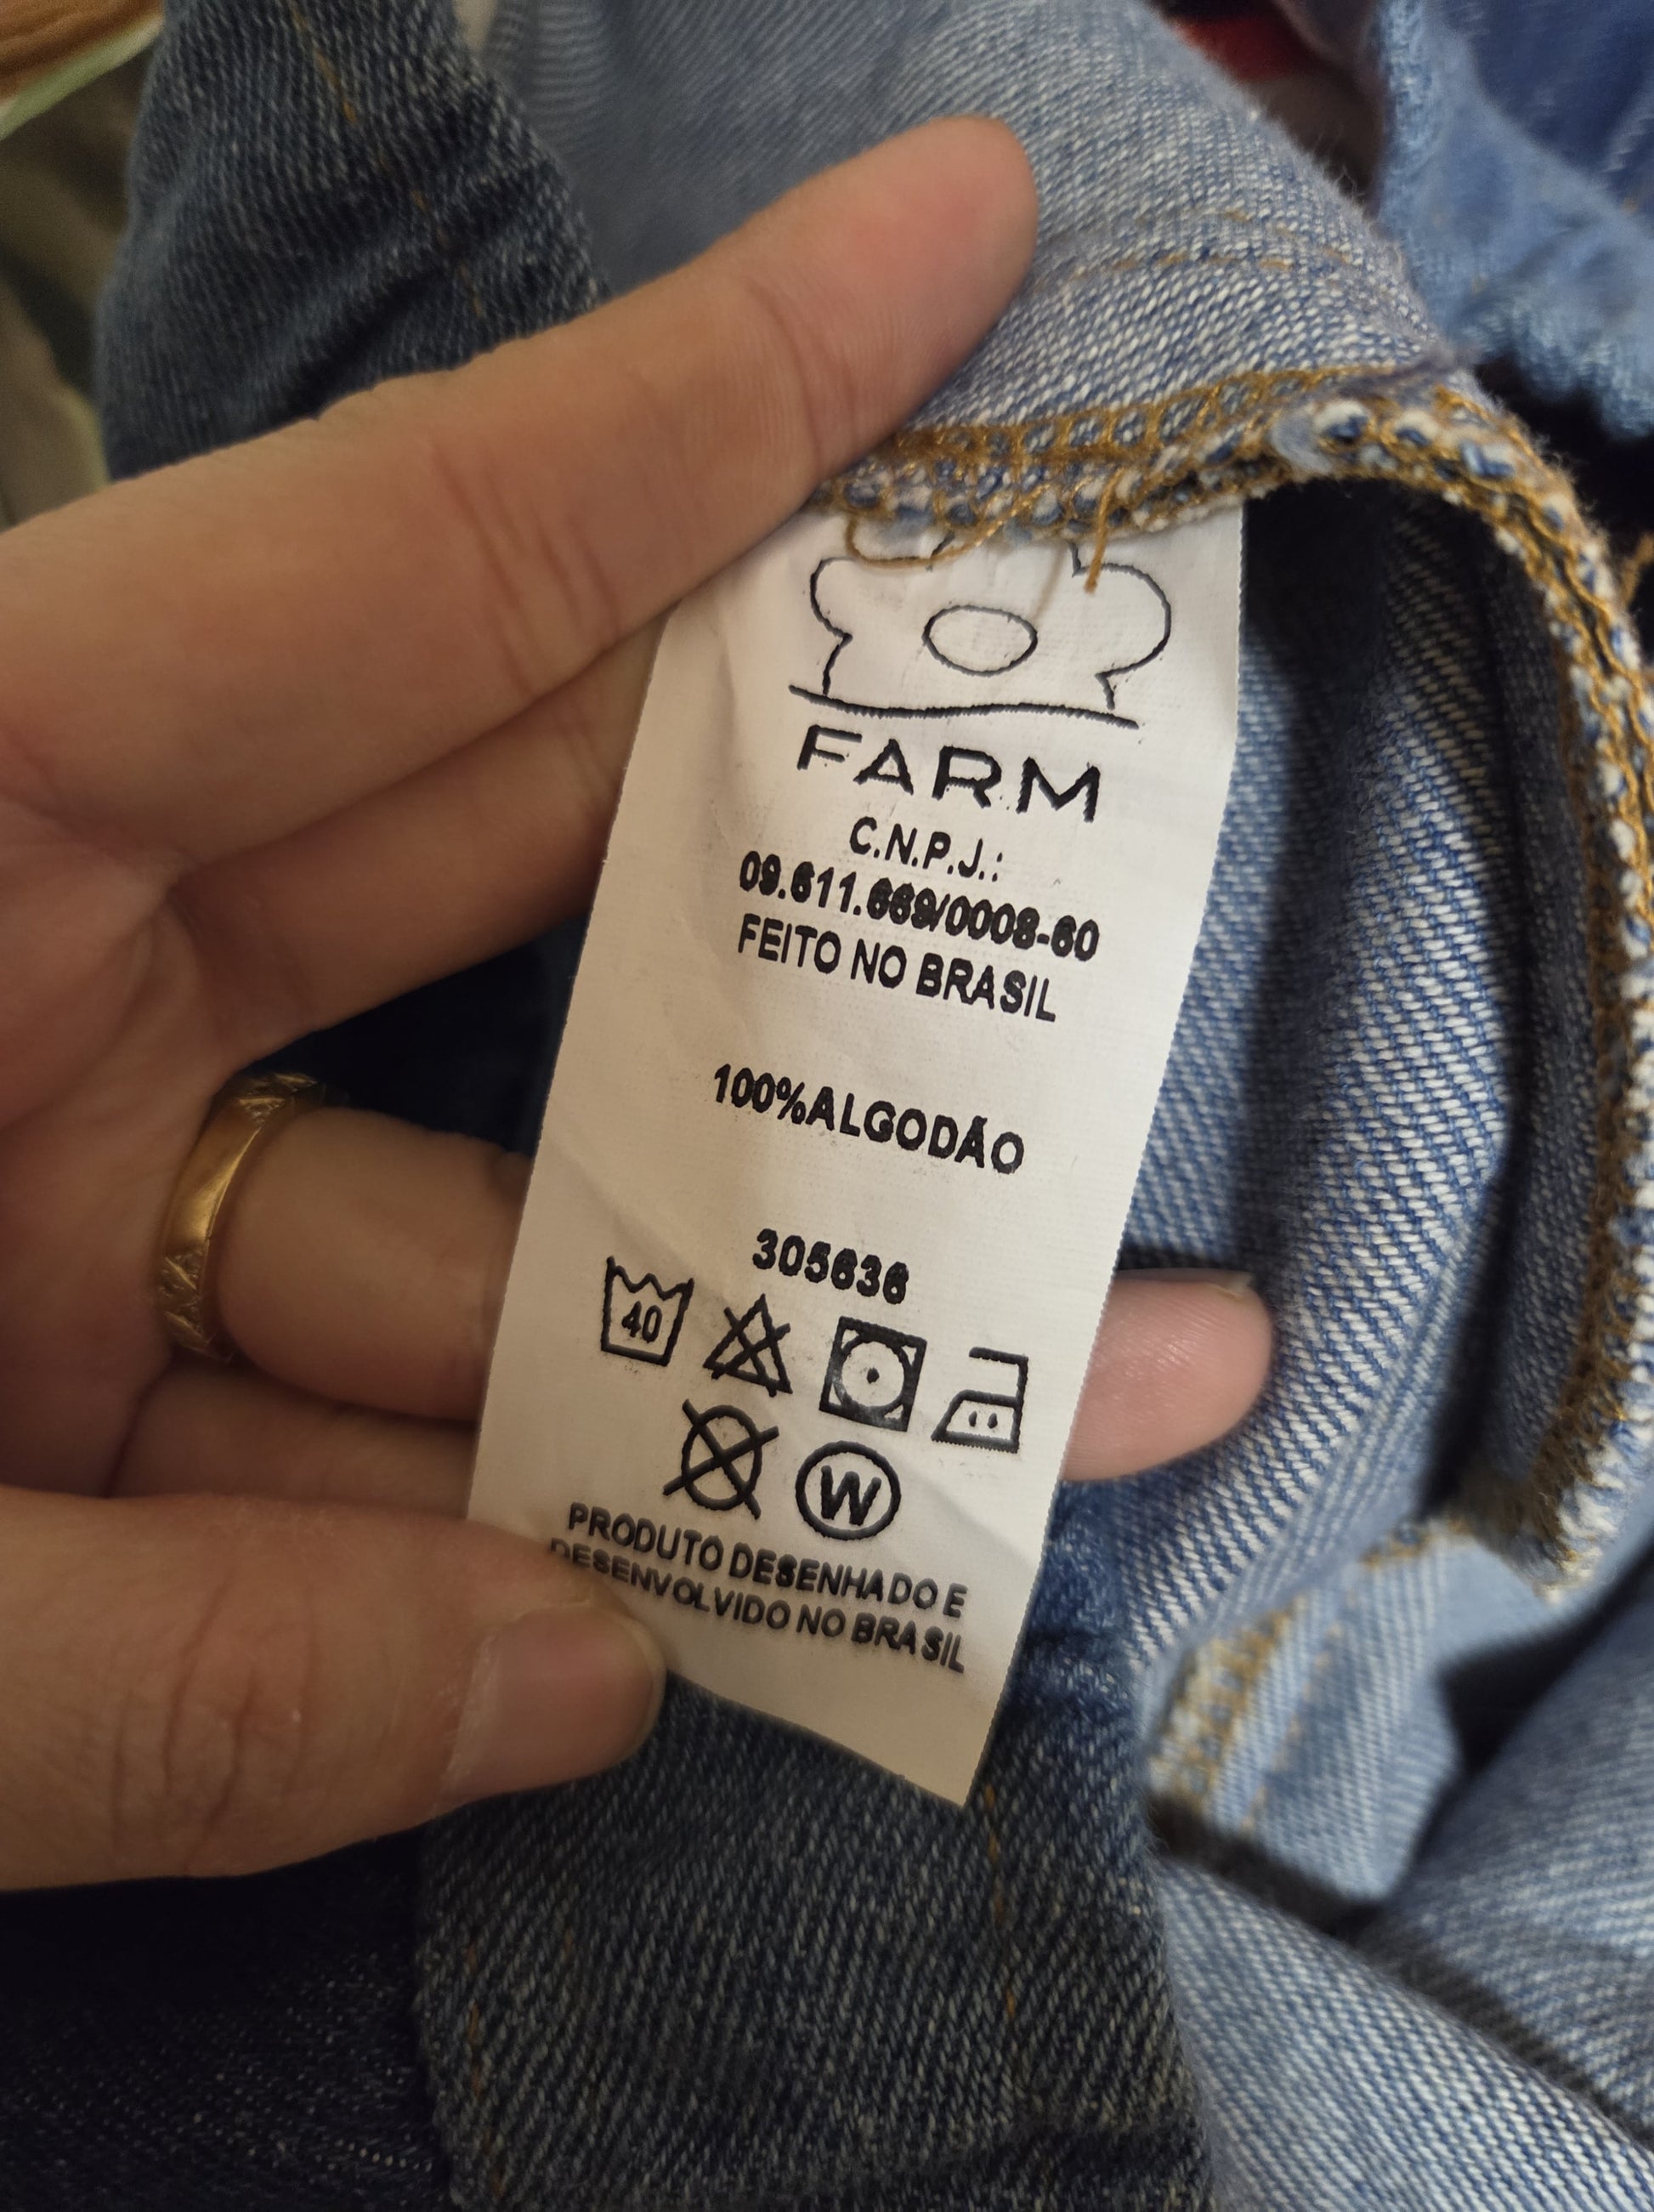 FARM
C.N.P.J.:
09.611.669/0008-60
FEITO NO BRASIL
100%ALGODÃO
305636
40
W
PRODUTO DESENHADO E
DESENVOLVIDO NO BRASIL